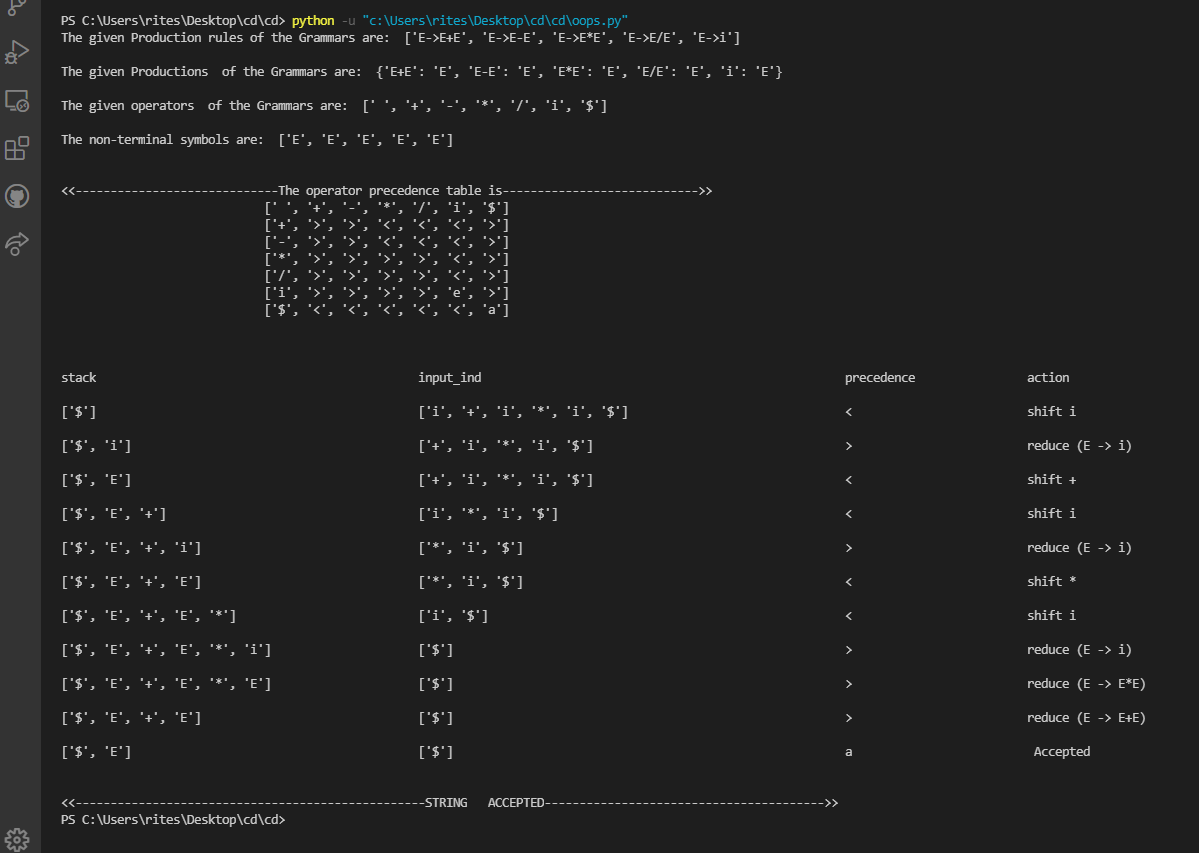 PS C:\Users\rites\Desktop\cd\cd> python -u "c:\Users\rites\Desktop\cd\cd\oops.py"
The given Production rules of the Grammars are:  ['E->E+E', 'E->E-E', 'E->E*E', 'E->E/E', 'E->i']
The given Productions  of the Grammars are:  {'E+E': 'E', 'E-E': 'E', 'E*E': 'E', 'E/E': 'E', 'i': 'E'}
The given operators  of the Grammars are:  [' ', '+', '-', '*', '/', 'i', '$']
The non-terminal symbols are:  ['E', 'E', 'E', 'E', 'E']
<<-----------------------------The operator precedence table is---------------------------->>
[' ', '+', '-', '*', '/', 'i', '$']
['+', '>', '>', '<', '<', '<', '>']
['-', '>', '>', '<', '<', '<', '>']
['*', '>', '>', '>', '>', '<', '>']
['/', '>', '>', '>', '>', '<', '>']
['i', '>', '>', '>', '>', 'e', '>']
['$', '<', '<', '<', '<', '<', 'a']
stack input_ind precedence action
['$'] ['i', '+', 'i', '*', 'i', '$'] < shift i
['$', 'i'] ['+', 'i', '*', 'i', '$'] > reduce (E -> i)
['$', 'E'] ['+', 'i', '*', 'i', '$'] < shift +
['$', 'E', '+'] ['i', '*', 'i', '$'] < shift i
['$', 'E', '+', 'i'] ['*', 'i', '$'] > reduce (E -> i)
['$', 'E', '+', 'E'] ['*', 'i', '$'] < shift *
['$', 'E', '+', 'E', '*'] ['i', '$'] < shift i
['$', 'E', '+', 'E', '*', 'i'] ['$'] > reduce (E -> i)
['$', 'E', '+', 'E', '*', 'E'] ['$'] > reduce (E -> E*E)
['$', 'E', '+', 'E'] ['$'] > reduce (E -> E+E)
['$', 'E'] ['$'] a Accepted
<<--------------------------------------------------STRING   ACCEPTED---------------------------------------->>
PS C:\Users\rites\Desktop\cd\cd>